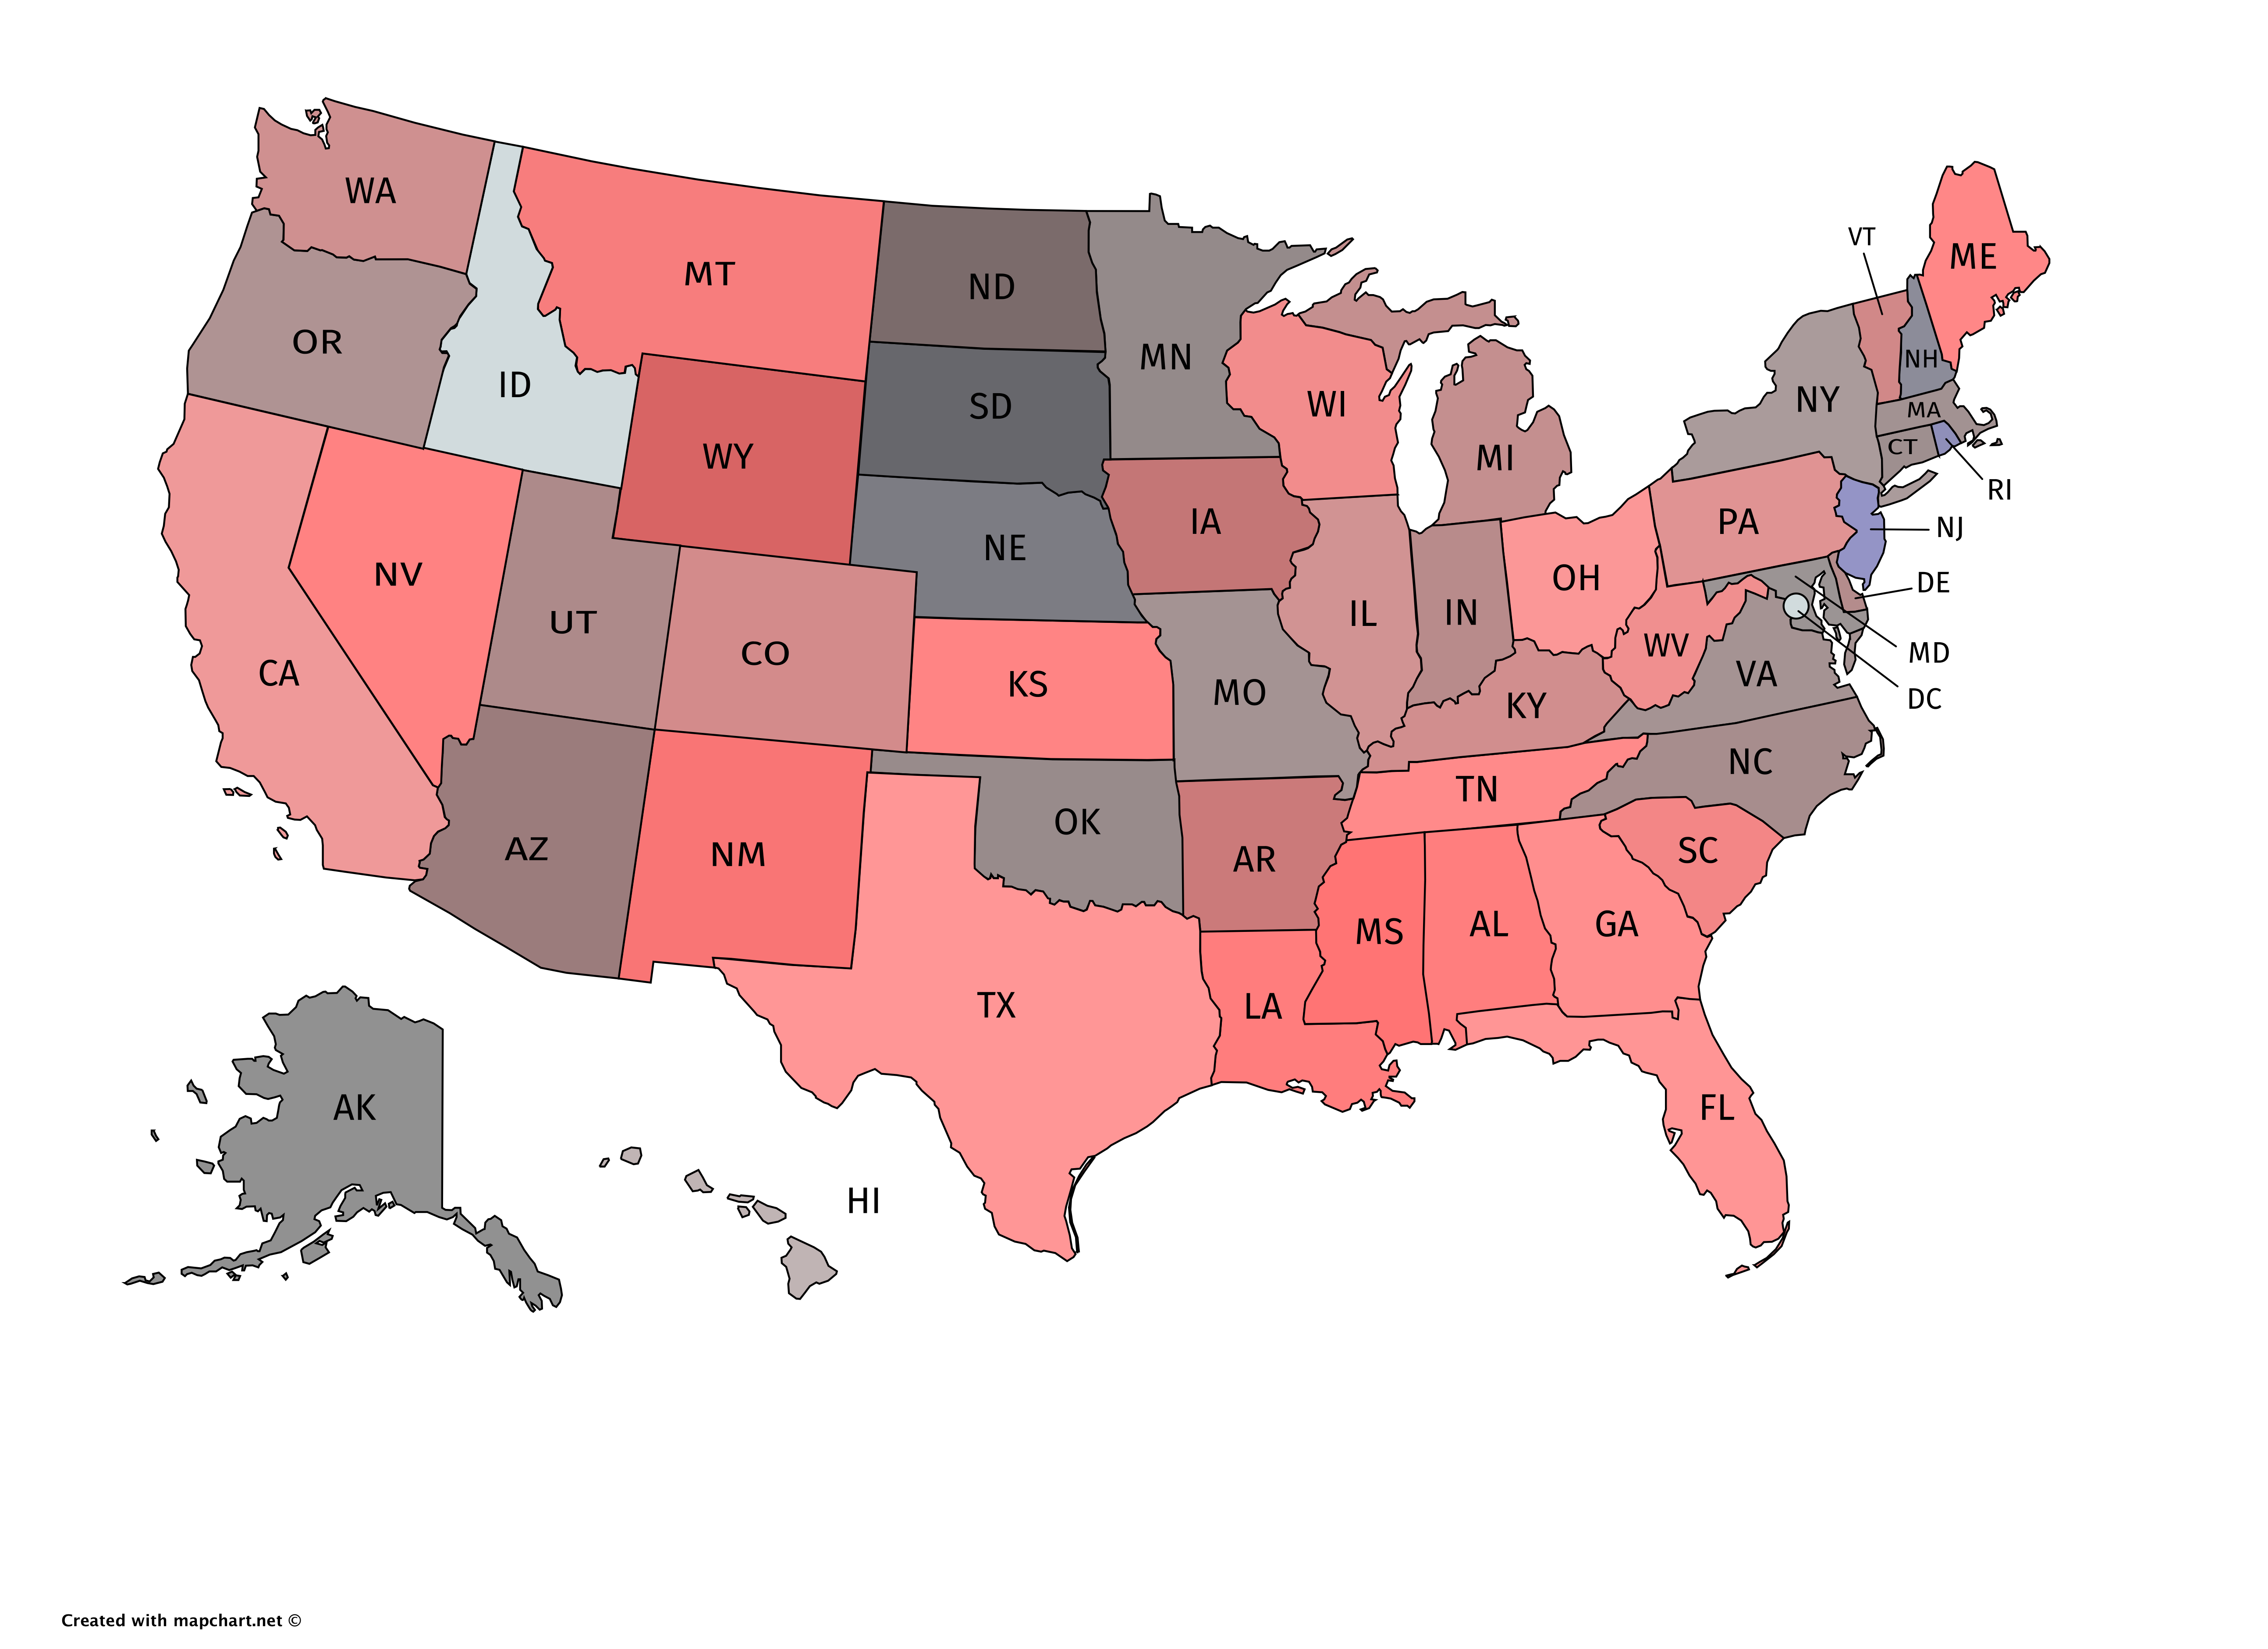 WA
VT
ME
MT
ND
OR
MN
NH
ID
SD
WI
NY
MA
WY
MI
CT
RI
IA
PA
NJ
NE
NV
OH
DE
UT
IL
IN
CO
WV
MD
CA
KS
VA
DC
MO
KY
NC
TN
OK
AZ
NM
AR
SC
MS
AL
GA
TX
LA
AK
FL
HI
Created with mapchart.net ©